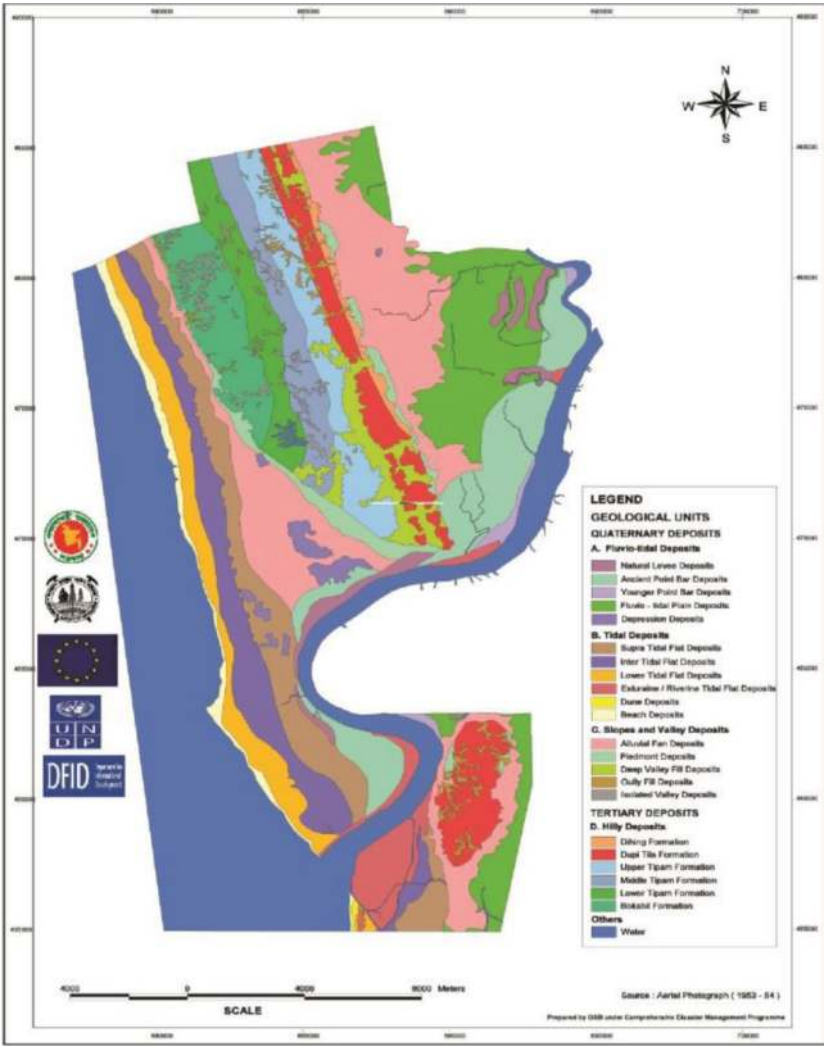 N
W E
S
LEGEND
GEOLOGICAL UNITS
QUATERNARY DEPOSITS
A. Fluvio-tidal Deposits
Natural Levee Deposits
Ancient Point Bar Deposits
Younger Point Bar Deposits
Fluvio - tidal Plain Deposits
Depression Deposits
B. Tidal Deposits
Supra Tidal Flat Deposits
Inter Tidal Flat Deposits
Lower Tidal Flat Deposits
Esturaine / Riverine Tidal Flat Deposits
Dune Deposits
Beach Deposits
C. Slopes and Valley Deposits
Alluvial Fan Deposits
Piedmont Deposits
Deep Valley Fill Deposits
Gully Fill Deposits
Isolated Valley Deposits
TERTIARY DEPOSITS
D. Hilly Deposits
Dihing Formation
Dupi Tila Formation
Upper Tipam Formation
Middle Tipam Formation
Lower Tipam Formation
Bokabil Formation
Others
Water
U N
D P
DFID
Department for
International
Development
4000 0 4000 8000 Meters
SCALE
Source : Aerial Photograph ( 1953 - 54 )
Prepared by GSB under Comprehensive Disaster Management Programme